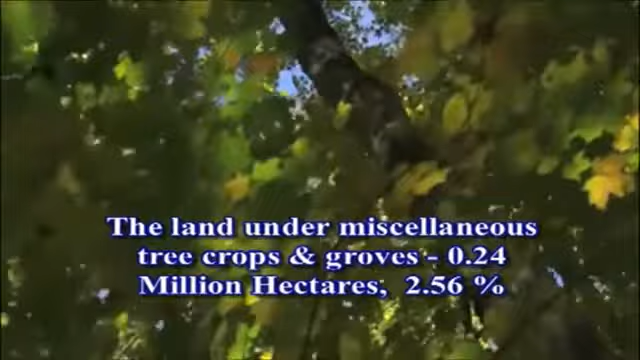 The land under miscellaneous
tree crops & groves - 0.24
Million Hectares,  2.56 %